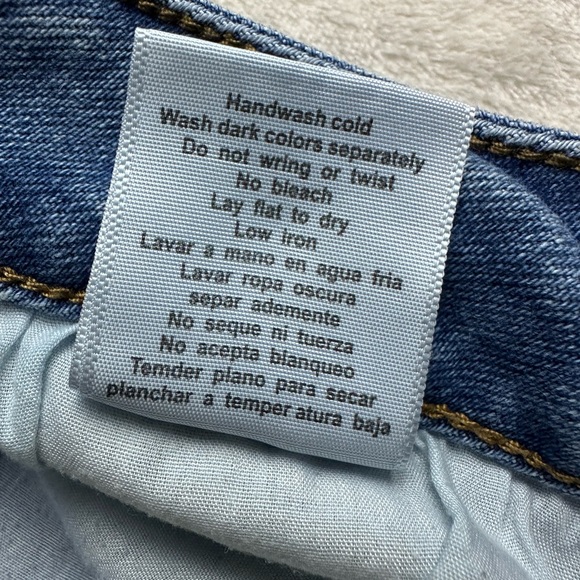 Handwash cold
Wash dark colors separately
Do not wring or twist
No bleach
Lay flat to dry
Low iron
Lavar a mano en agua fria
Lavar ropa oscura
separ ademente
No seque ni fuerza
No acepta blanqueo
Temder plano para secar
planchar a temper atura baja